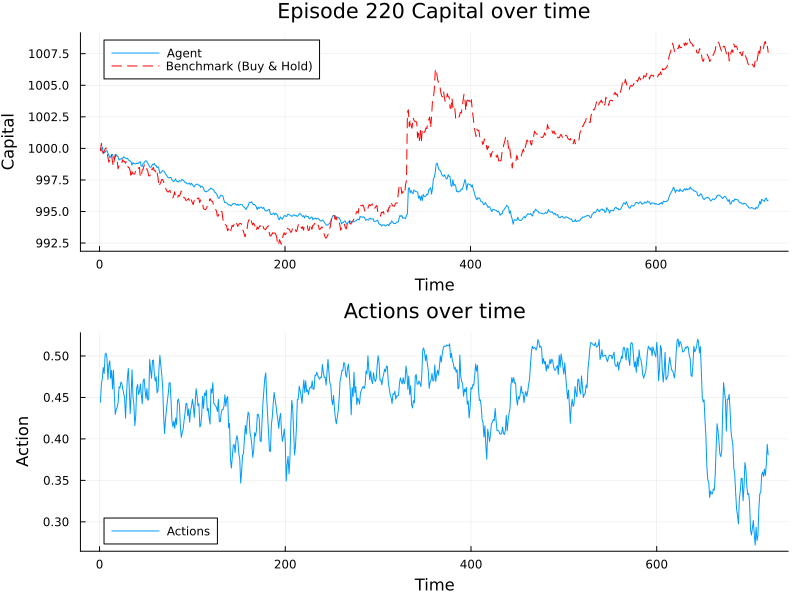 Episode 220 Capital over time
1007.5
1005.0
1002.5
1000.0
997.5
995.0
992.5
Capital
Agent
Benchmark (Buy & Hold)
0
200
400
600
Time
Actions over time
0.50
0.45
0.40
0.35
0.30
Action
Actions
0
200
400
600
Time